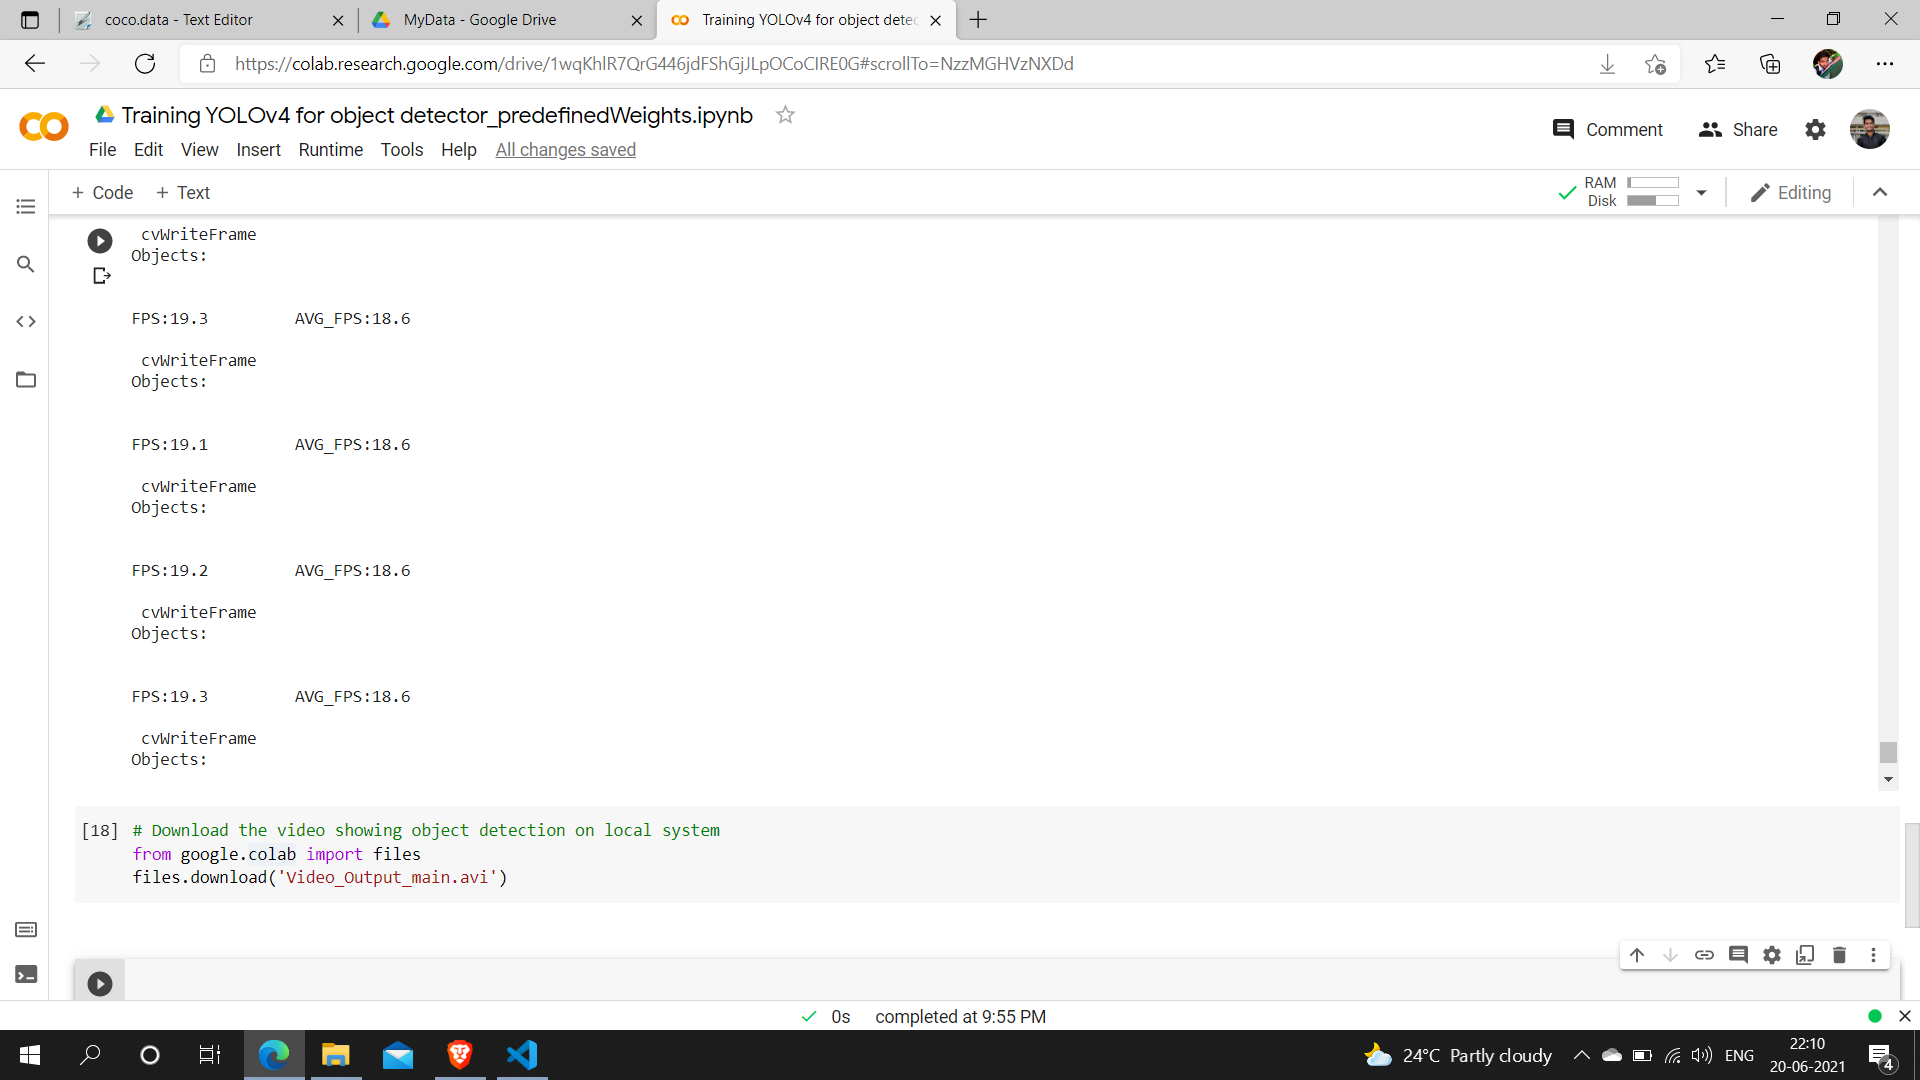 coco.data - Text Editor
MyData - Google Drive
Training YOLOv4 for object detec
https://colab.research.google.com/drive/1wqKhlR7QrG446jdFShGjJLpOCoClRE0G#scrollTo=NzzMGHVzNXDd
Training YOLOv4 for object detector_predefinedWeights.ipynb
Comment
Share
File Edit View Insert Runtime Tools Help All changes saved
+ Code + Text
RAM
Disk
Editing
cvWriteFrame
Objects:
FPS:19.3 AVG_FPS:18.6
cvWriteFrame
Objects:
FPS:19.1 AVG_FPS:18.6
cvWriteFrame
Objects:
FPS:19.2 AVG_FPS:18.6
cvWriteFrame
Objects:
FPS:19.3 AVG_FPS:18.6
cvWriteFrame
Objects:
[18] # Download the video showing object detection on local system
from google.colab import files
files.download('Video_Output_main.avi')
0s completed at 9:55 PM
24°C Partly cloudy
ENG
22:10
20-06-2021
4